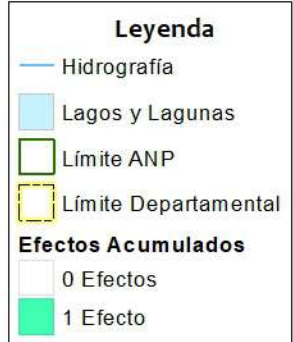 Leyenda
Hidrografía
Lagos y Lagunas
Límite ANP
Límite Departamental
Efectos Acumulados
0 Efectos
1 Efecto